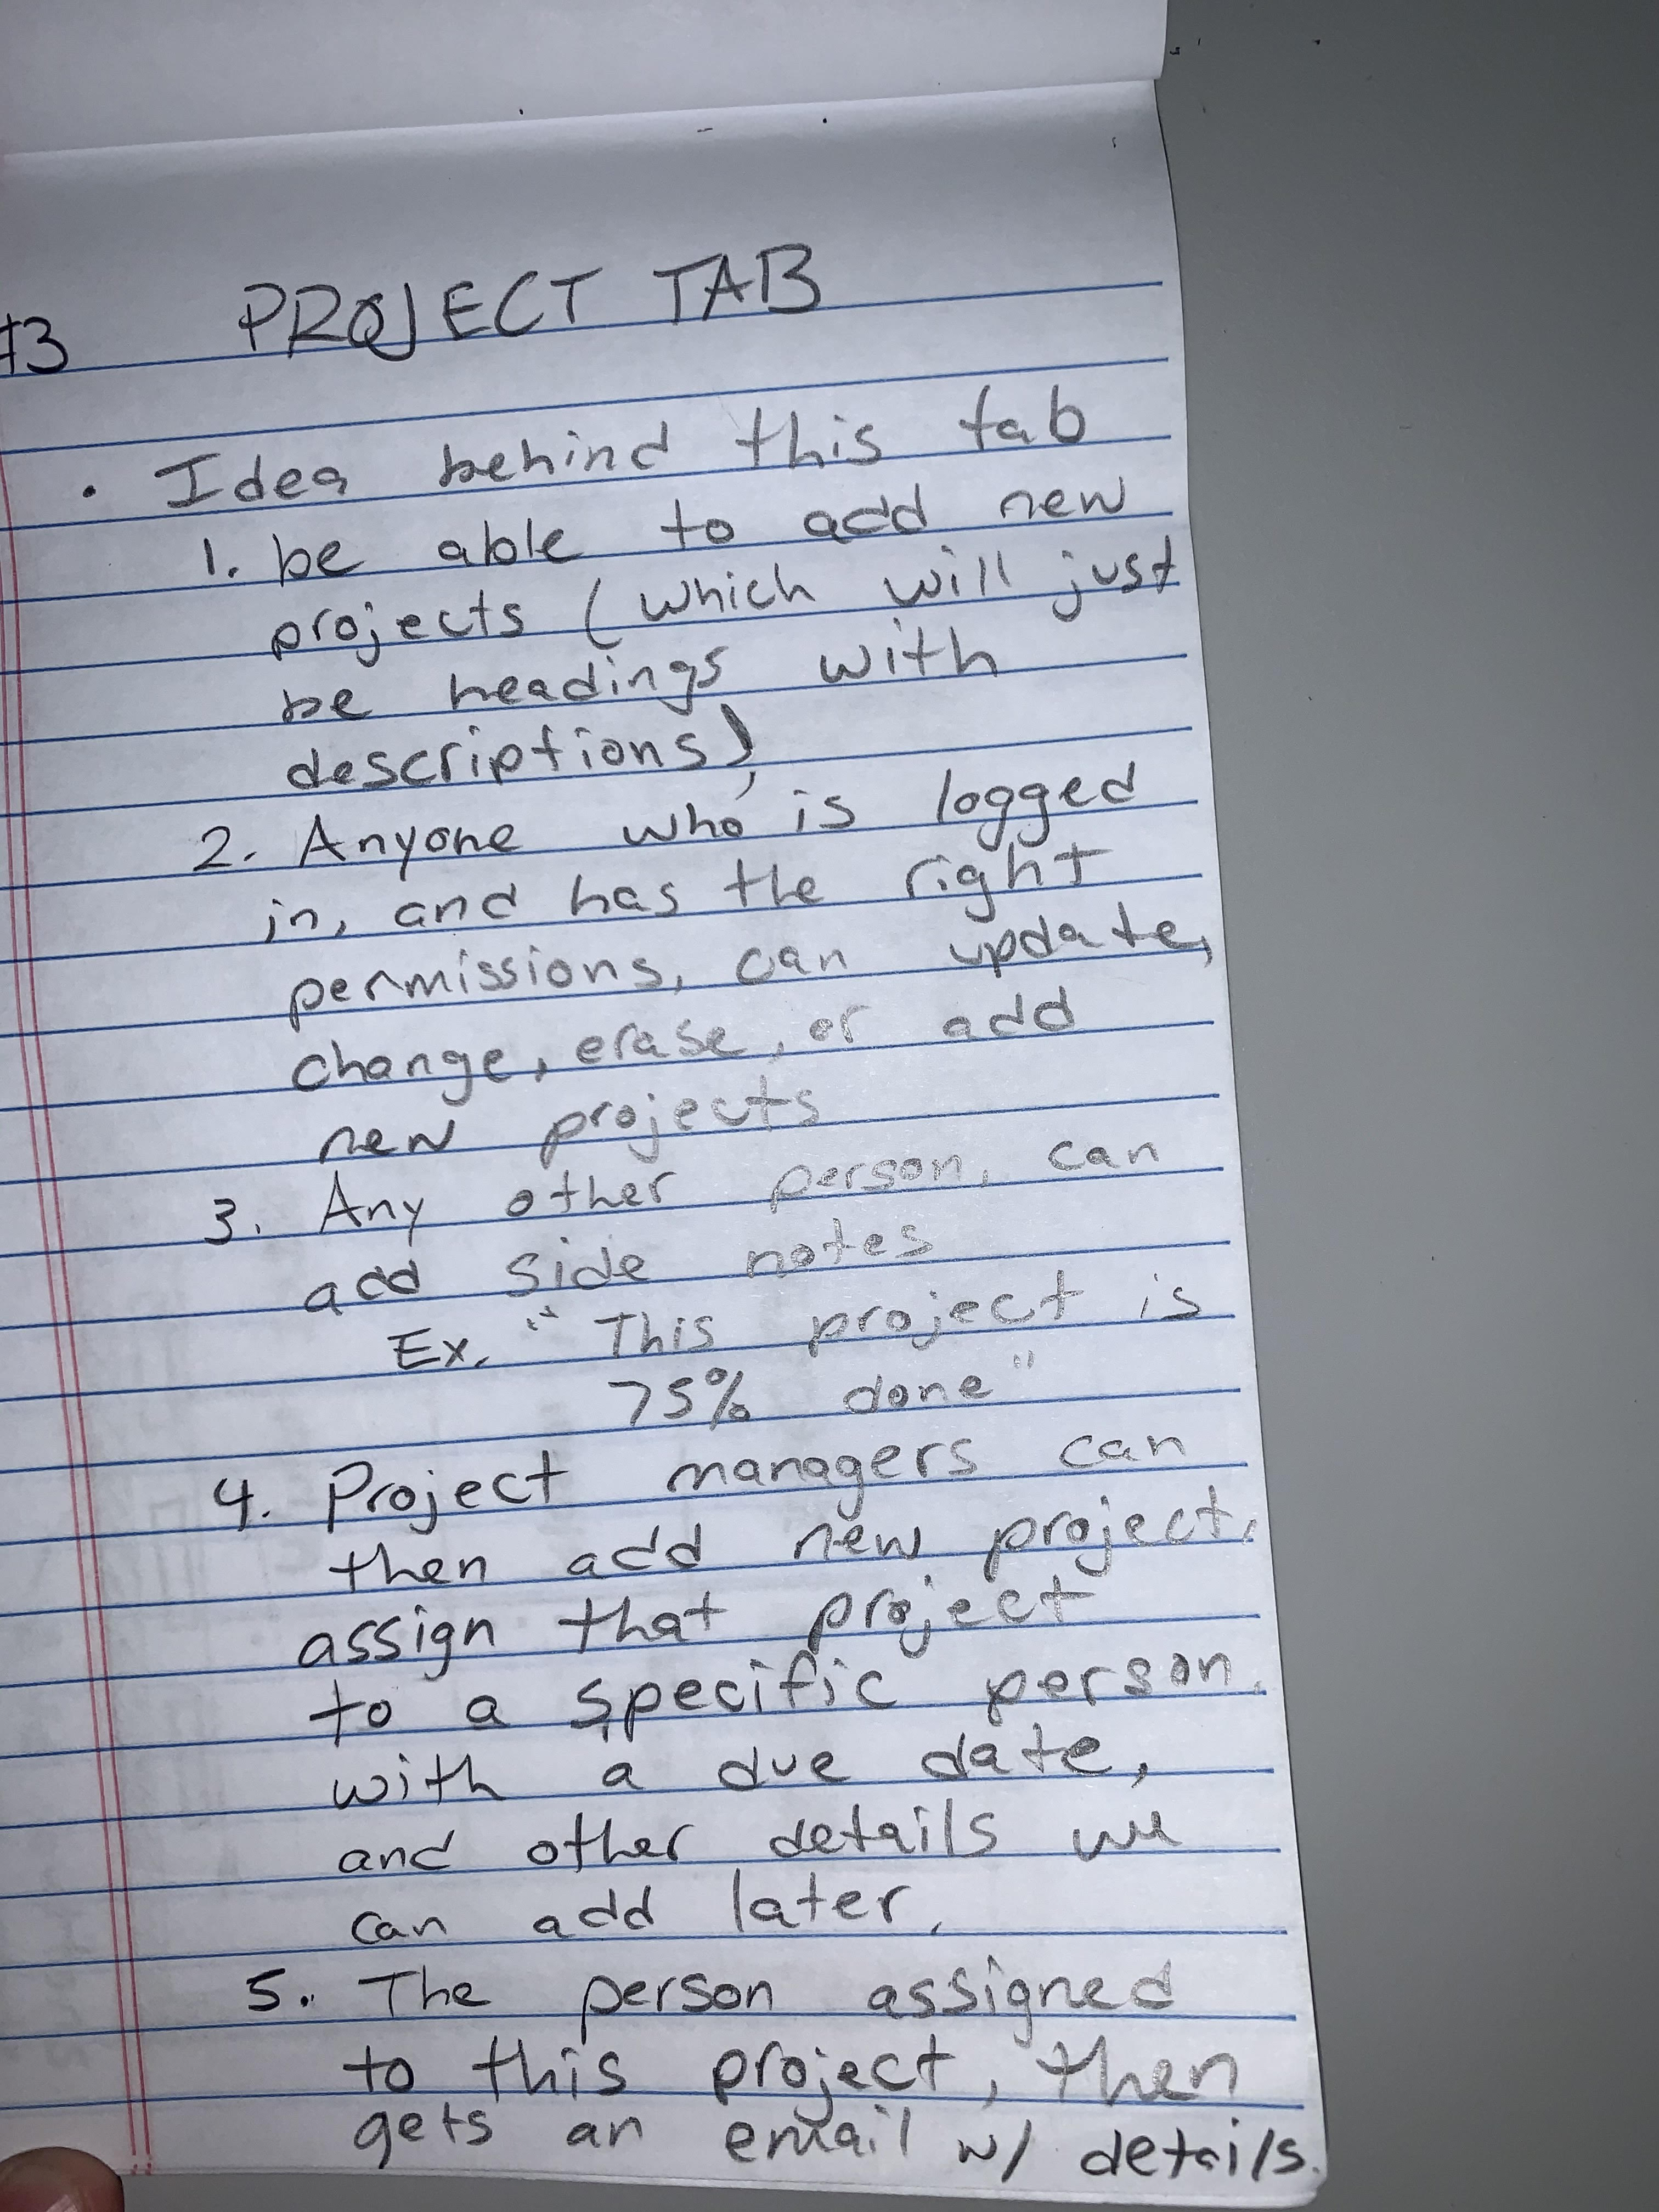 #3 PROJECT TAB
• Idea behind this tab
1. be able to add new
projects (which will just
be headings with
descriptions),
2. Anyone who is logged
in, and has the right
permissions, can update,
change, erase, or add
new projects
3. Any other person, can
add side notes
Ex. "This project is
75% done"
4. Project managers can
then add new project,
assign that project
to a specific person,
with a due date,
and other details we
can add later.
5. The person assigned
to this project, then
gets an email w/ details.